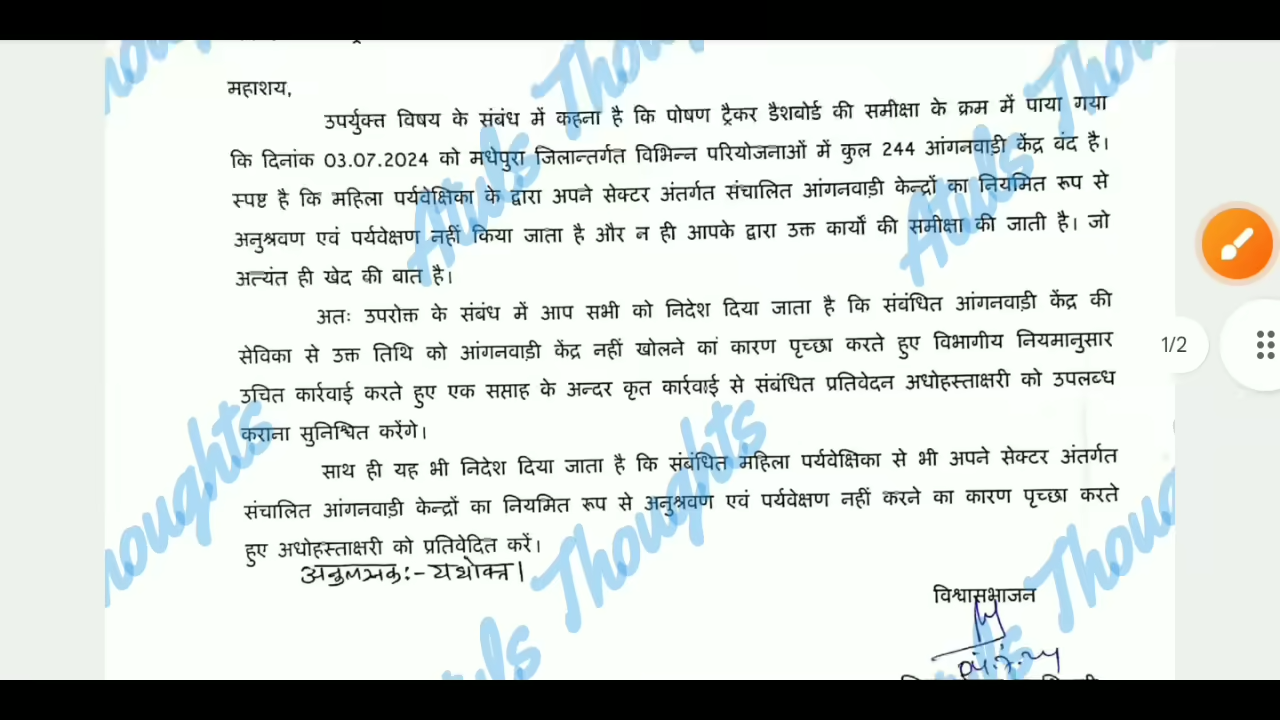 महाशय,
उपर्युक्त विषय के संबंध में कहना है कि पोषण ट्रैकर डैशबोर्ड की समीक्षा के क्रम में पाया गया
कि दिनांक 03.07.2024 को मधेपुरा जिलान्तर्गत विभिन्न परियोजनाओं में कुल 244 आंगनवाड़ी केंद्र बंद है।
स्पष्ट है कि महिला पर्यवेक्षिका के द्वारा अपने सेक्टर अंतर्गत संचालित आंगनवाड़ी केन्द्रों का नियमित रूप से
अनुश्रवण एवं पर्यवेक्षण नहीं किया जाता है और न ही आपके द्वारा उक्त कार्यों की समीक्षा की जाती है। जो
अत्यंत ही खेद की बात है।
अतः उपरोक्त के संबंध में आप सभी को निदेश दिया जाता है कि संबंधित आंगनवाड़ी केंद्र की
सेविका से उक्त तिथि को आंगनवाड़ी केंद्र नहीं खोलने कां कारण पृच्छा करते हुए विभागीय नियमानुसार
1/2
उचित कार्रवाई करते हुए एक सप्ताह के अन्दर कृत कार्रवाई से संबंधित प्रतिवेदन अधोहस्ताक्षरी को उपलब्ध
कराना सुनिश्चित करेंगे।
साथ ही यह भी निदेश दिया जाता है कि संबंधित महिला पर्यवेक्षिका से भी अपने सेक्टर अंतर्गत
संचालित आंगनवाड़ी केन्द्रों का नियमित रूप से अनुश्रवण एवं पर्यवेक्षण नहीं करने का कारण पृच्छा करते
हुए अधोहस्ताक्षरी को प्रतिवेदित करें।
अनुलग्नक:- यथोक्त।
विश्वासभाजन
Atuls Thoughts